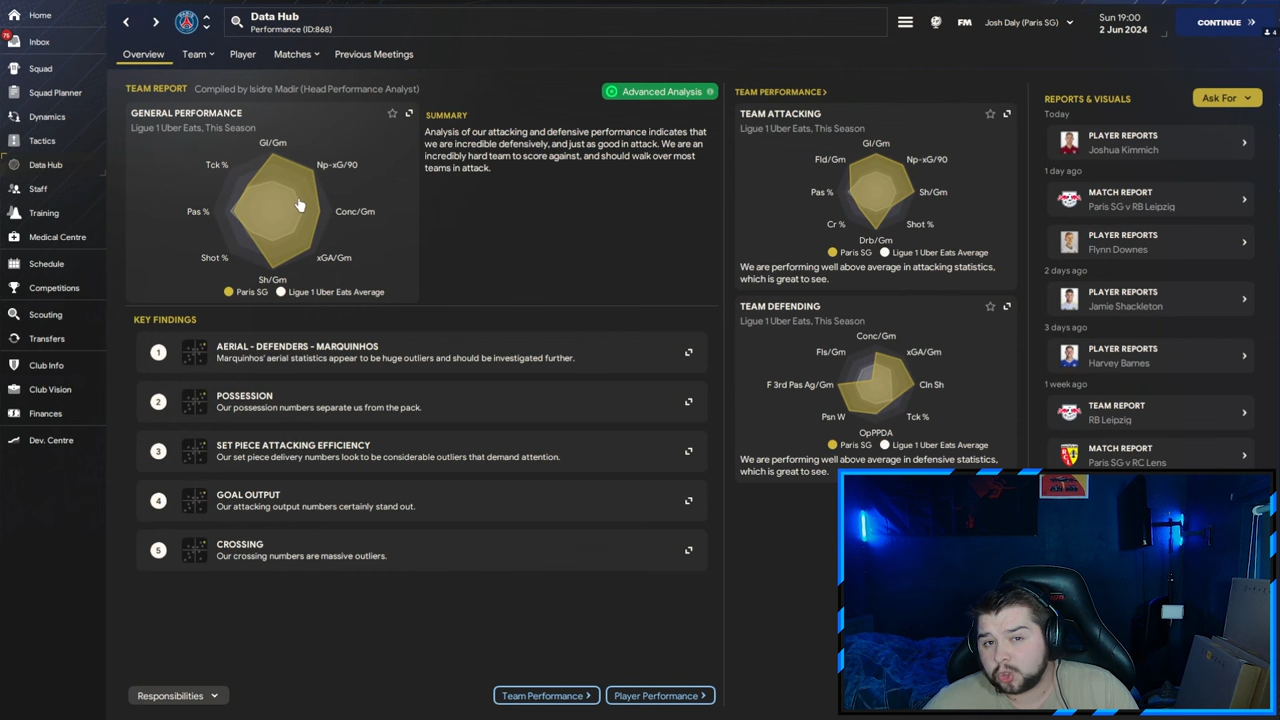 Home
75
Inbox
Squad
Squad Planner
Dynamics
Tactics
Data Hub
Staff
Training
Medical Centre
Schedule
Competitions
Scouting
Transfers
Club Info
Club Vision
Finances
Dev. Centre
Data Hub
Performance (ID:868)
FM
Josh Daly (Paris SG)
Sun 19:00
2 Jun 2024
CONTINUE
4
Overview
Team
Player
Matches
Previous Meetings
TEAM REPORT Compiled by Isidre Madir (Head Performance Analyst)
Advanced Analysis
GENERAL PERFORMANCE
Ligue 1 Uber Eats, This Season
Gl/Gm
Tck %
Np-xG/90
Pas %
Conc/Gm
Shot %
xGA/Gm
Sh/Gm
Paris SG
Ligue 1 Uber Eats Average
SUMMARY
Analysis of our attacking and defensive performance indicates that
we are incredible defensively, and just as good in attack. We are an
incredibly hard team to score against, and should walk over most
teams in attack.
KEY FINDINGS
1
AERIAL - DEFENDERS - MARQUINHOS
Marquinhos' aerial statistics appear to be huge outliers and should be investigated further.
2
POSSESSION
Our possession numbers separate us from the pack.
3
SET PIECE ATTACKING EFFICIENCY
Our set piece delivery numbers look to be considerable outliers that demand attention.
4
GOAL OUTPUT
Our attacking output numbers certainly stand out.
5
CROSSING
Our crossing numbers are massive outliers.
Responsibilities
Team Performance >
Player Performance >
TEAM PERFORMANCE >
TEAM ATTACKING
Ligue 1 Uber Eats, This Season
Gl/Gm
Fld/Gm
Np-xG/90
Pas %
Sh/Gm
Cr %
Shot %
Drb/Gm
Paris SG
Ligue 1 Uber Eats Average
We are performing well above average in attacking statistics,
which is great to see.
TEAM DEFENDING
Ligue 1 Uber Eats, This Season
Conc/Gm
Fls/Gm
xGA/Gm
F 3rd Pas Ag/Gm
Cln Sh
Psn W
Tck %
OpPPDA
Paris SG
Ligue 1 Uber Eats Average
We are performing well above average in defensive statistics,
which is great to see.
REPORTS & VISUALS
Ask For
Today
PLAYER REPORTS
Joshua Kimmich
1 day ago
MATCH REPORT
Paris SG v RB Leipzig
PLAYER REPORTS
Flynn Downes
2 days ago
PLAYER REPORTS
Jamie Shackleton
3 days ago
PLAYER REPORTS
Harvey Barnes
1 week ago
TEAM REPORT
RB Leipzig
MATCH REPORT
Paris SG v RC Lens